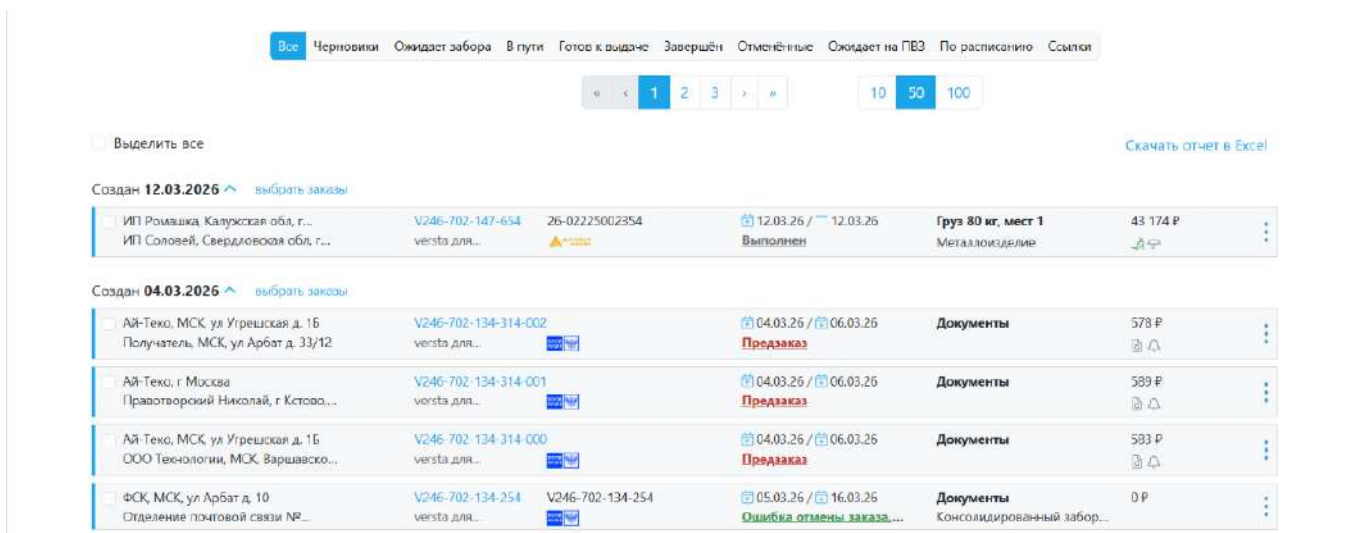 Все Черновики Ожидает забора В пути Готов к выдаче Завершён Отменённые Ожидает на ПВЗ По расписанию Ссылки
« ‹ 1 2 3 › » 10 50 100
Выделить все Скачать отчет в Excel
Создан 12.03.2026 выбрать заказы
ИП Ромашка, Калужская обл, г... V246-702-147-654 26-02225002354 12.03.26 / 12.03.26 Груз 80 кг, мест 1 43 174 ₽
ИП Соловей, Свердловская обл, г... versta для... Выполнен Металлоизделие
Создан 04.03.2026 выбрать заказы
Ай-Теко, МСК, ул Угрешская д. 1Б V246-702-134-314-002 04.03.26 / 06.03.26 Документы 578 ₽
Получатель, МСК, ул Арбат д. 33/12 versta для... Предзаказ
Ай-Теко, г Москва V246-702-134-314-001 04.03.26 / 06.03.26 Документы 589 ₽
Правотворский Николай, г Кстово,... versta для... Предзаказ
Ай-Теко, МСК, ул Угрешская д. 1Б V246-702-134-314-000 04.03.26 / 06.03.26 Документы 583 ₽
ООО Технологии, МСК, Варшавско... versta для... Предзаказ
ФСК, МСК, ул Арбат д. 10 V246-702-134-254 V246-702-134-254 05.03.26 / 16.03.26 Документы 0 ₽
Отделение почтовой связи №... versta для... Ошибка отмены заказа.... Консолидированный забор...